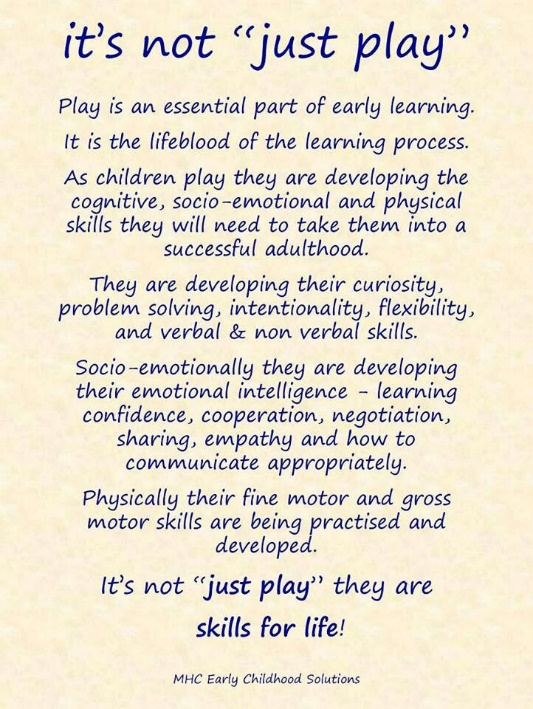 it's not “just play”
Play is an essential part of early learning.
It is the lifeblood of the learning process.
As children play they are developing the
cognitive, socio-emotional and physical
skills they will need to take them into a
successful adulthood.
They are developing their curiosity,
problem solving, intentionality, flexibility,
and verbal & non verbal skills.
Socio-emotionally they are developing
their emotional intelligence - learning
confidence, cooperation, negotiation,
sharing, empathy and how to
communicate appropriately.
Physically their fine motor and gross
motor skills are being practised and
developed.
It's not “just play” they are
skills for life!
MHC Early Childhood Solutions